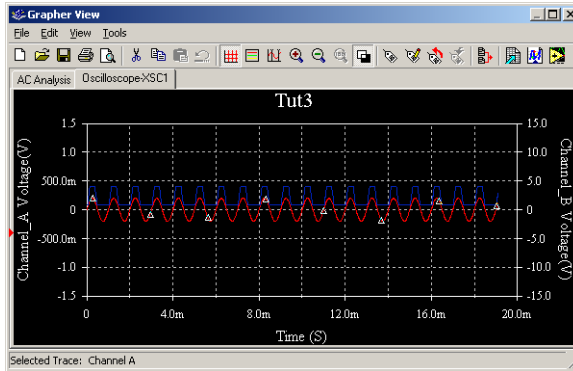 Grapher View
File Edit View Tools
AC Analysis Oscilloscope-XSC1
Tut3
Channel_A Voltage(V)
1.5
1.0
500.0m
0
-500.0m
-1.0
-1.5
15.0
10.0
5.0
0
-5.0
-10.0
-15.0
Channel_B Voltage(V)
0 4.0m 8.0m 12.0m 16.0m 20.0m
Time (S)
Selected Trace: Channel A